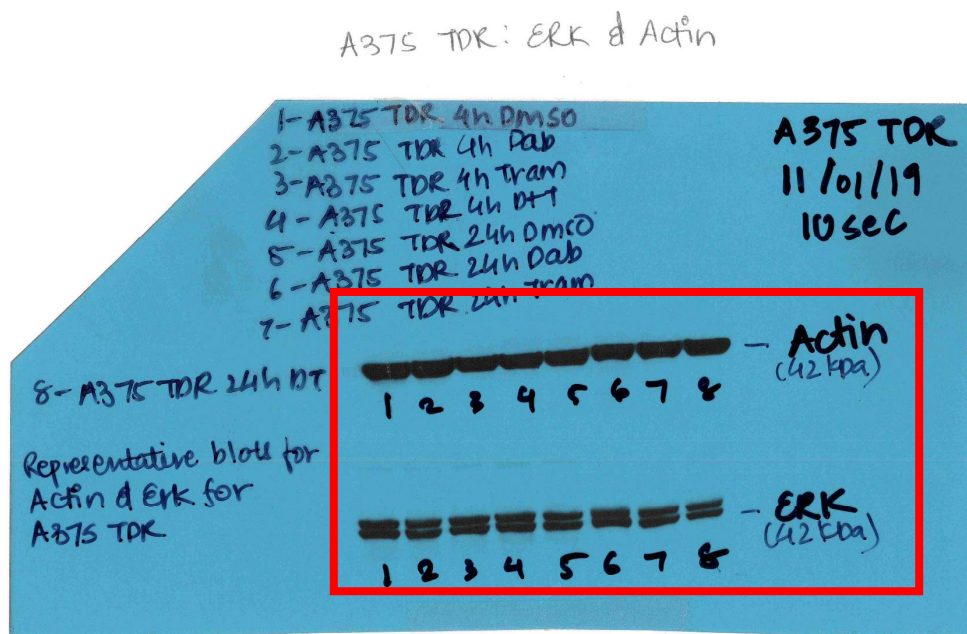 A375 TDR: ERK & Actin
1-A375 TDR 4h Dmso
2-A375 TDR 4h Dab
3-A375 TDR 4h Tram
4-A375 TDR 4h D+T
5-A375 TDR 24h Dmso
6-A375 TDR 24h Dab
7-A375 TDR 24h Tram
8-A375 TDR 24h DT
A375 TDR
11/01/19
10 sec
Representative blots for
Actin & Erk for
A375 TDR
- Actin
(42 kDa)
1 2 3 4 5 6 7 8
- ERK
(42 kDa)
1 2 3 4 5 6 7 8